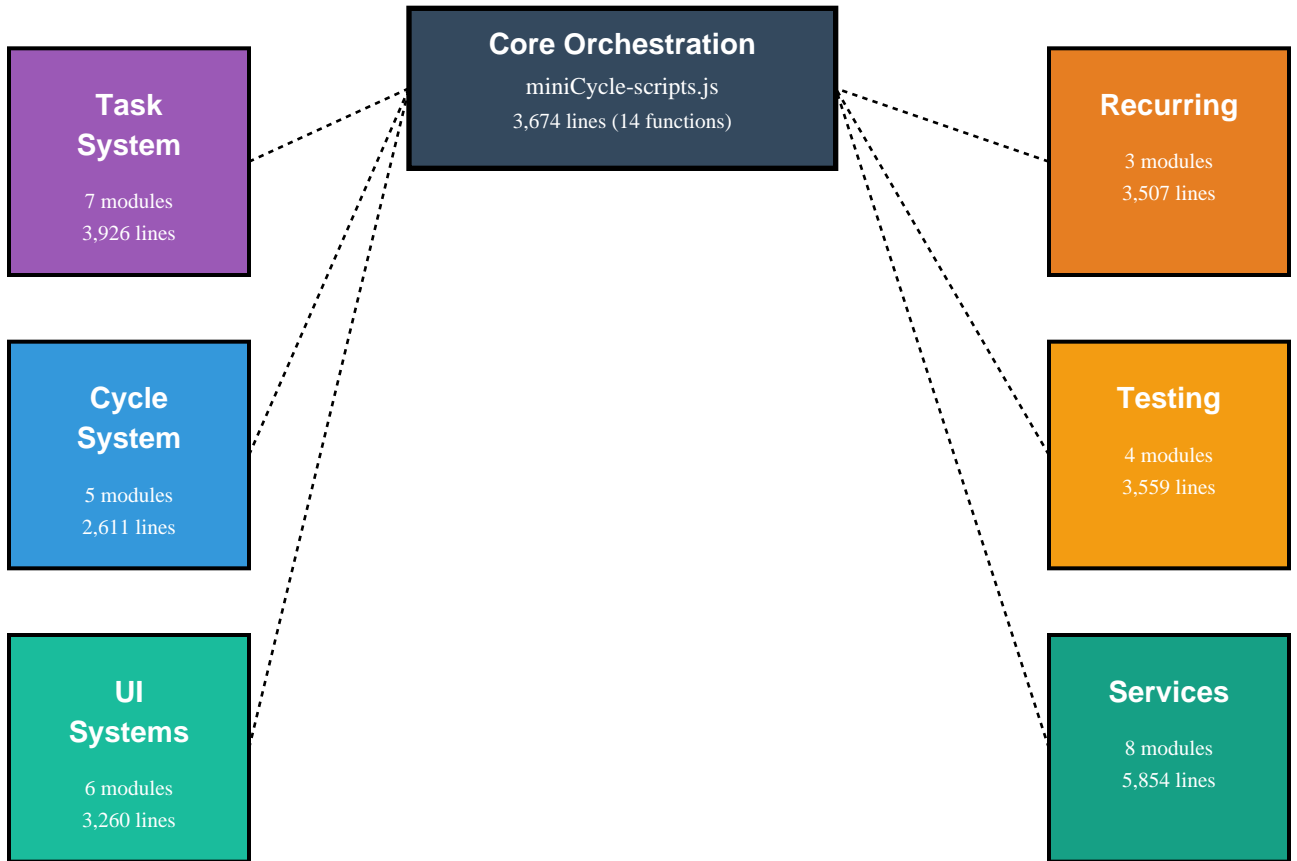 Core Orchestration
miniCycle-scripts.js
3,674 lines (14 functions)
Task
System
7 modules
3,926 lines
Recurring
3 modules
3,507 lines
Cycle
System
5 modules
2,611 lines
Testing
4 modules
3,559 lines
UI
Systems
6 modules
3,260 lines
Services
8 modules
5,854 lines